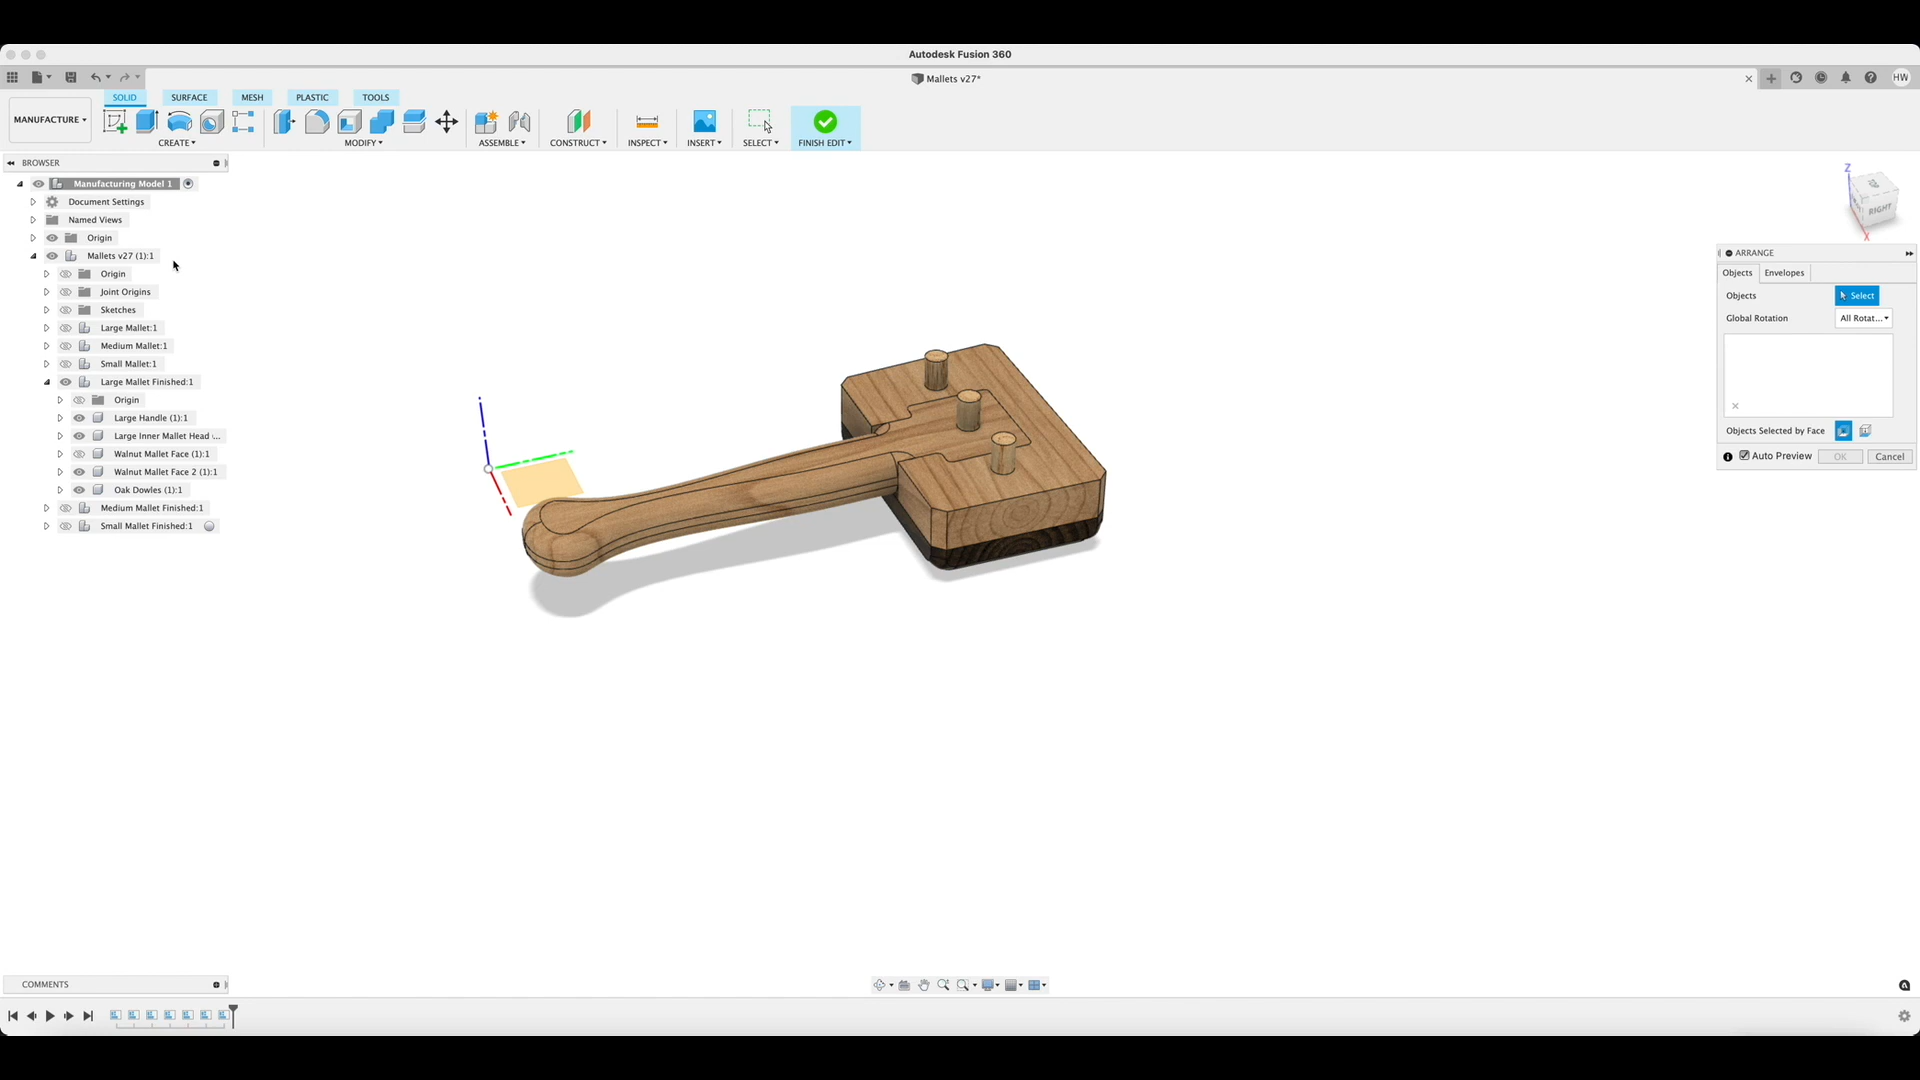 Autodesk Fusion 360
Mallets v27*
HW
MANUFACTURE
SOLID SURFACE MESH PLASTIC TOOLS
CREATE MODIFY ASSEMBLE CONSTRUCT INSPECT INSERT SELECT FINISH EDIT
BROWSER
Manufacturing Model 1
Document Settings
Named Views
Origin
Mallets v27 (1):1
Origin
Joint Origins
Sketches
Large Mallet:1
Medium Mallet:1
Small Mallet:1
Large Mallet Finished:1
Origin
Large Handle (1):1
Large Inner Mallet Head :...
Walnut Mallet Face (1):1
Walnut Mallet Face 2 (1):1
Oak Dowles (1):1
Medium Mallet Finished:1
Small Mallet Finished:1
Z
TOP
RIGHT
X
ARRANGE
Objects Envelopes
Objects Select
Global Rotation All Rotat...
Objects Selected by Face
Auto Preview OK Cancel
COMMENTS